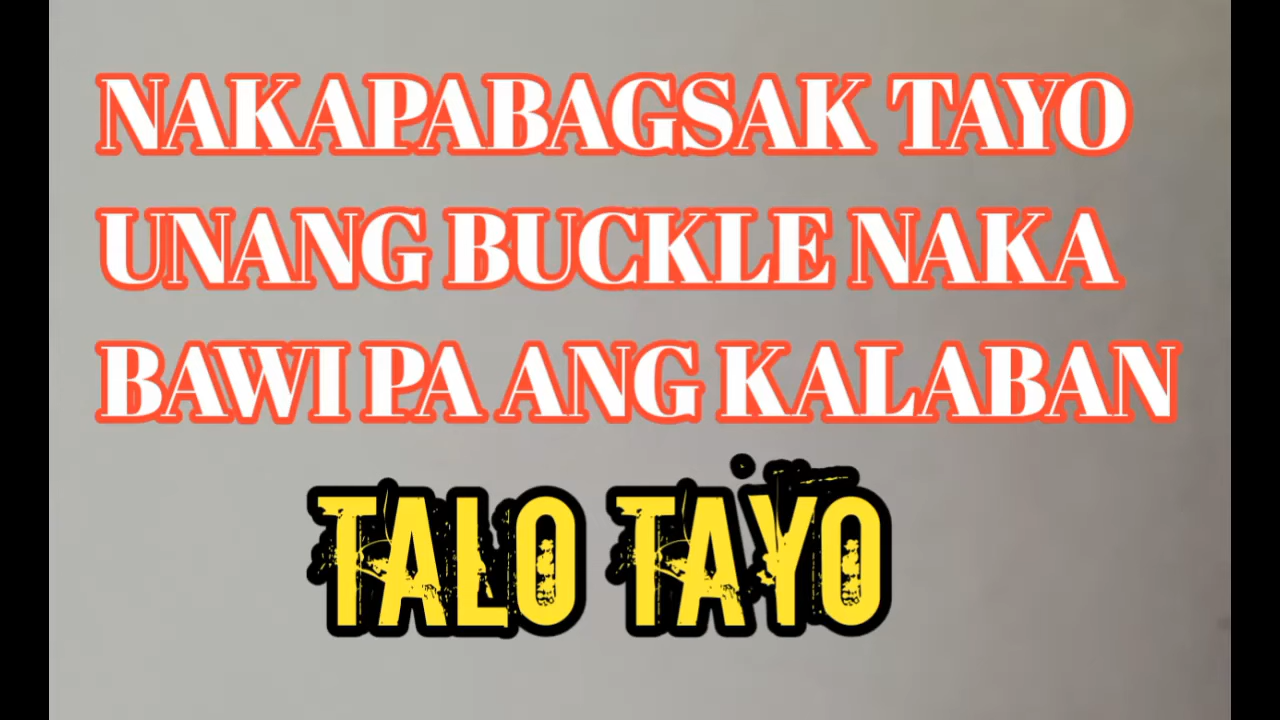 NAKAPABAGSAK TAYO
UNANG BUCKLE NAKA
BAWI PA ANG KALABAN
TALO TAYO